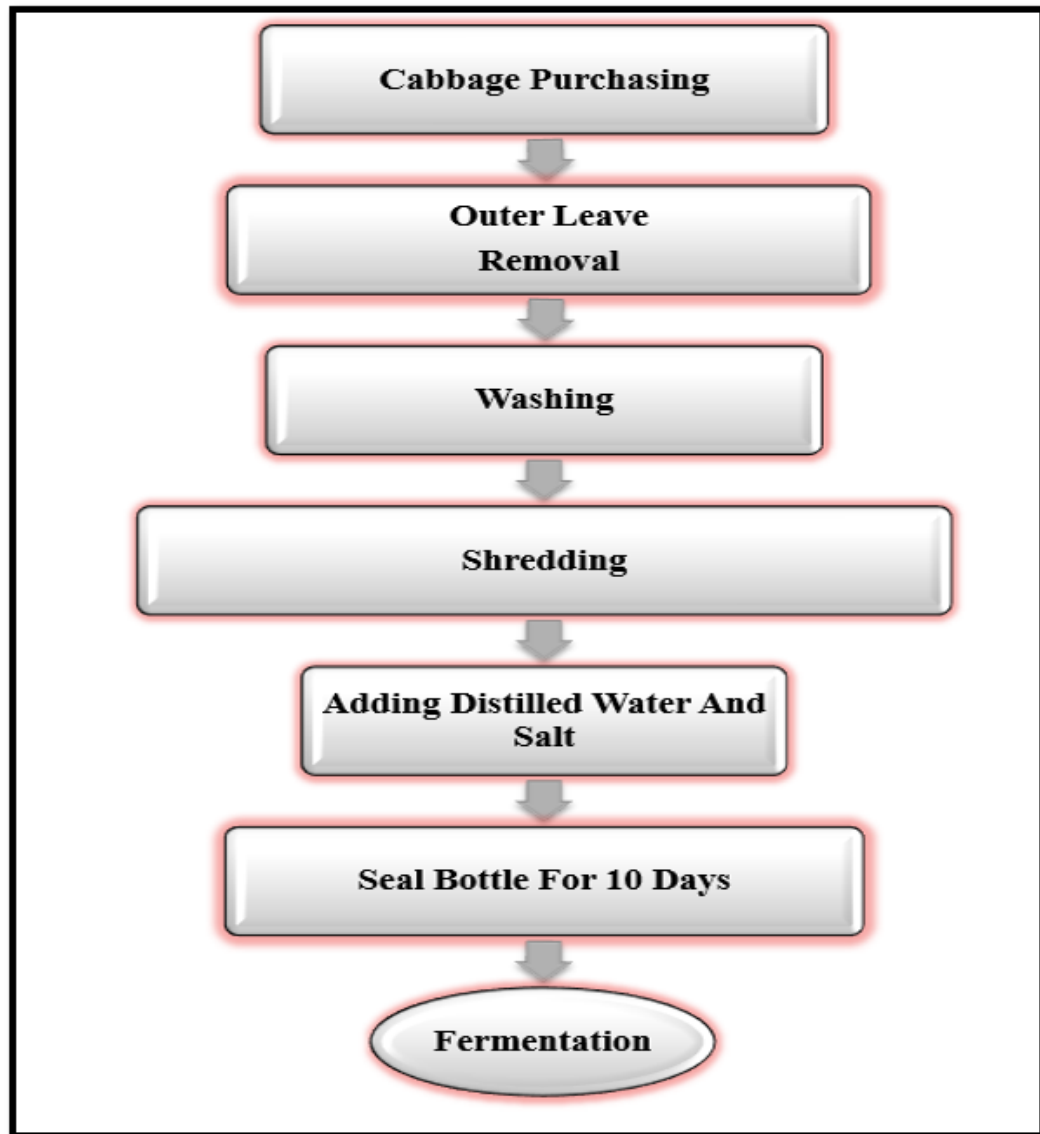 Cabbage Purchasing
Outer Leave
Removal
Washing
Shredding
Adding Distilled Water And
Salt
Seal Bottle For 10 Days
Fermentation